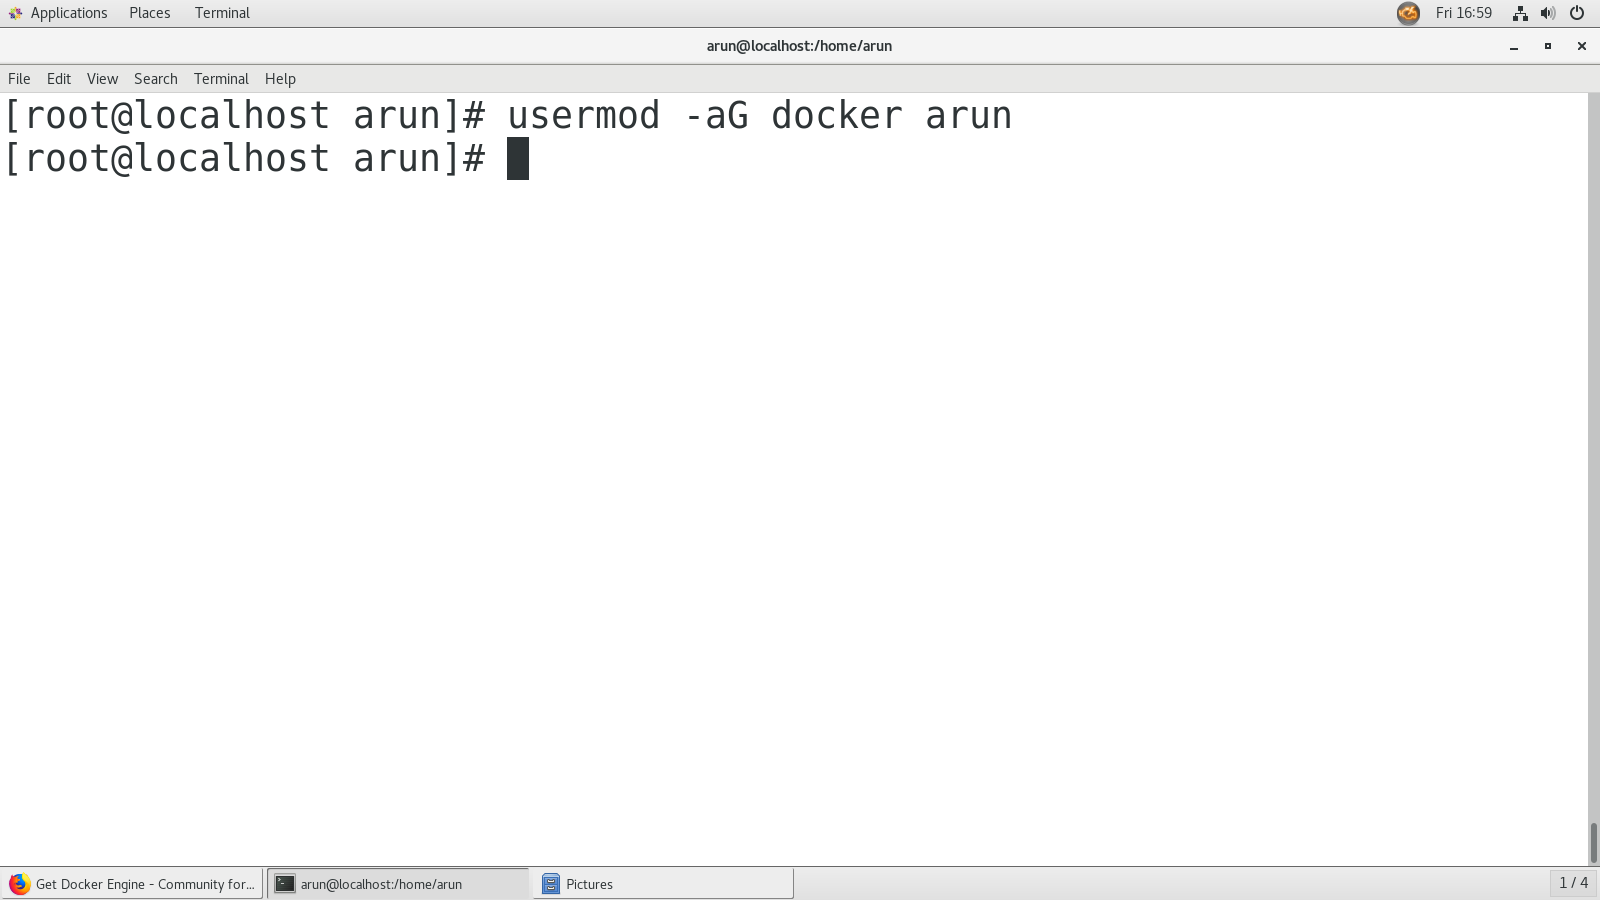 Applications Places Terminal Fri 16:59
arun@localhost:/home/arun
File Edit View Search Terminal Help
[root@localhost arun]# usermod -aG docker arun
[root@localhost arun]#
Get Docker Engine - Community for... arun@localhost:/home/arun Pictures 1 / 4